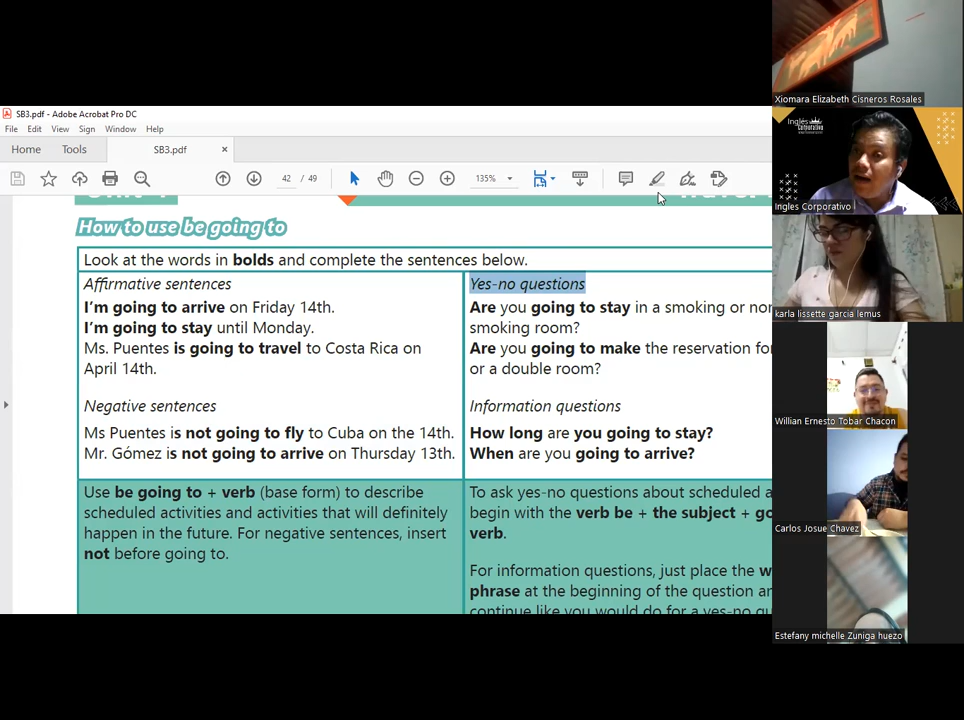 SB3.pdf - Adobe Acrobat Pro DC
File Edit View Sign Window Help
Home Tools SB3.pdf ×
42 / 49 135%
How to use be going to
Look at the words in bolds and complete the sentences below.
Affirmative sentences
I'm going to arrive on Friday 14th.
I'm going to stay until Monday.
Ms. Puentes is going to travel to Costa Rica on
April 14th.
Negative sentences
Ms Puentes is not going to fly to Cuba on the 14th.
Mr. Gómez is not going to arrive on Thursday 13th.
Yes-no questions
Are you going to stay in a smoking or
smoking room?
Are you going to make the reservation
or a double room?
Information questions
How long are you going to stay?
When are you going to arrive?
Use be going to + verb (base form) to describe
scheduled activities and activities that will definitely
happen in the future. For negative sentences, insert
not before going to.
To ask yes-no questions about scheduled
begin with the verb be + the subject +
verb.
For information questions, just place the
phrase at the beginning of the question
continue like you would do for a yes-no
Xiomara Elizabeth Cisneros Rosales
Inglés
Corporativo
Ingles Corporativo
karla lissette garcia lemus
Willian Ernesto Tobar Chacon
Carlos Josue Chavez
Estefany michelle Zuniga huezo